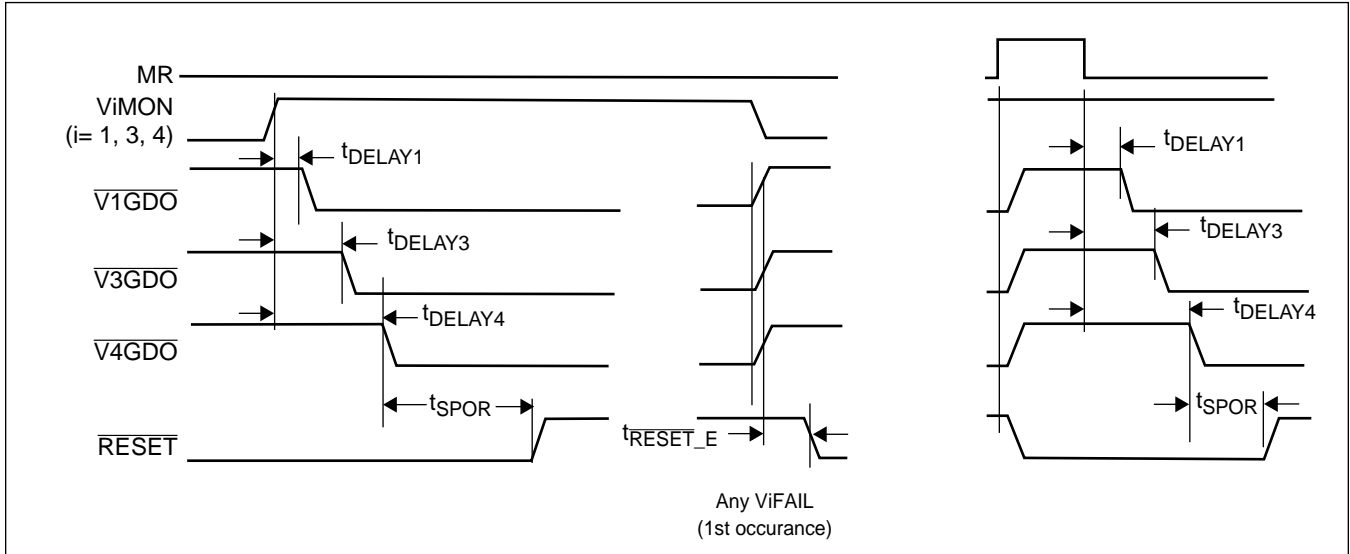 MR
ViMON
(i= 1, 3, 4)
tDELAY1
tDELAY1
V1GDO
tDELAY3
tDELAY3
V3GDO
tDELAY4
tDELAY4
V4GDO
tSPOR
tRESET_E
tSPOR
RESET
Any ViFAIL
(1st occurance)